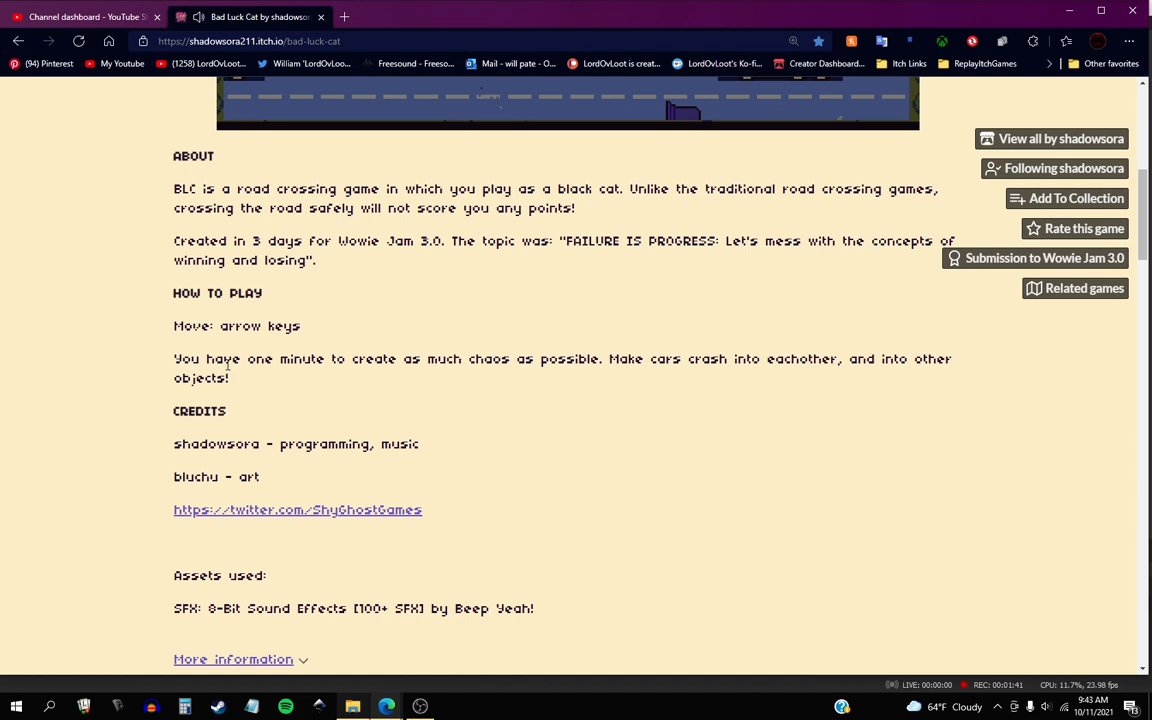 Channel dashboard - YouTube S
Bad Luck Cat by shadowsor
https://shadowsora211.itch.io/bad-luck-cat
(94) Pinterest
My Youtube
(1258) LordOvLoot...
William 'LordOvLoot...
Freesound - Freeso...
Mail - will pate - O...
LordOvLoot is creat...
LordOvLoot's Ko-fi...
Creator Dashboard...
Itch Links
ReplayItchGames
Other favorites
View all by shadowsora
Following shadowsora
Add To Collection
Rate this game
Submission to Wowie Jam 3.0
Related games
ABOUT
BLC is a road crossing game in which you play as a black cat. Unlike the traditional road crossing games,
crossing the road safely will not score you any points!
Created in 3 days for Wowie Jam 3.0. The topic was: "FAILURE IS PROGRESS: Let's mess with the concepts of
winning and losing".
HOW TO PLAY
Move: arrow keys
You have one minute to create as much chaos as possible. Make cars crash into eachother, and into other
objects!
CREDITS
shadowsora - programming, music
bluchu - art
https://twitter.com/ShyGhostGames
Assets used:
SFX: 8-Bit Sound Effects [100+ SFX] by Beep Yeah!
More information
LIVE: 00:00:00
REC: 00:01:41
CPU: 11.7%, 23.98 fps
64°F Cloudy
9:43 AM
10/11/2021
13